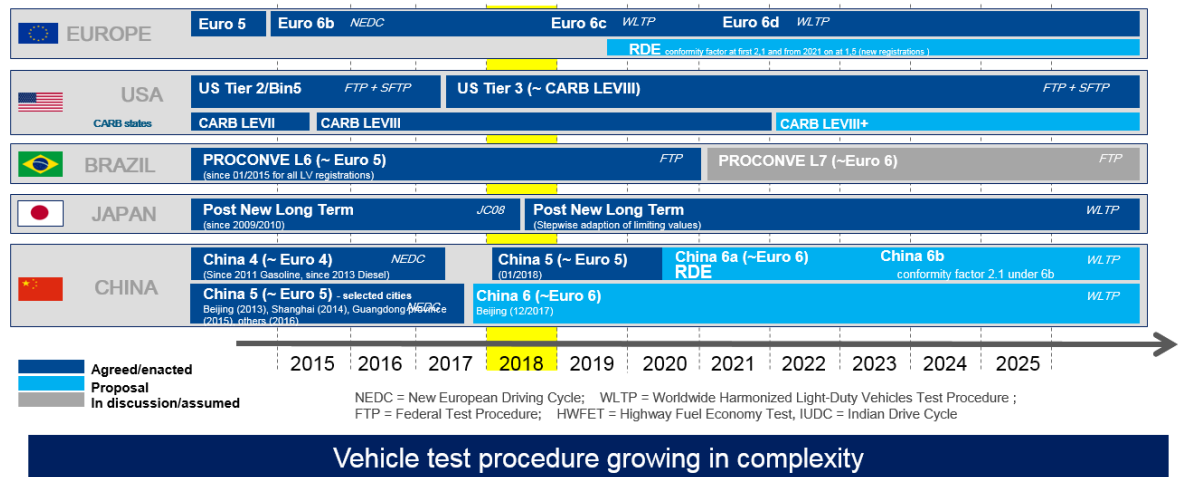 Euro 5 Euro 6b NEDC Euro 6c WLTP Euro 6d WLTP
EUROPE
RDE conformity factor at first 2,1 and from 2021 on at 1,5 (new registrations )
USA US Tier 2/Bin5 FTP + SFTP US Tier 3 (~ CARB LEVIII) FTP + SFTP
CARB states CARB LEVII CARB LEVIII CARB LEVIII+
BRAZIL PROCONVE L6 (~ Euro 5) FTP PROCONVE L7 (~Euro 6) FTP
(since 01/2015 for all LV registrations)
JAPAN Post New Long Term JC08 Post New Long Term WLTP
(since 2009/2010) (Stepwise adaption of limiting values)
China 4 (~ Euro 4) NEDC China 5 (~ Euro 5) China 6a (~Euro 6) China 6b WLTP
(Since 2011 Gasoline, since 2013 Diesel) (01/2018) RDE conformity factor 2.1 under 6b
CHINA
China 5 (~ Euro 5) - selected cities China 6 (~Euro 6) WLTP
Beijing (2013), Shanghai (2014), Guangdong province NEDC Beijing (12/2017)
(2015), others (2016)
2015 2016 2017 2018 2019 2020 2021 2022 2023 2024 2025
Agreed/enacted
Proposal
In discussion/assumed
NEDC = New European Driving Cycle; WLTP = Worldwide Harmonized Light-Duty Vehicles Test Procedure ;
FTP = Federal Test Procedure; HWFET = Highway Fuel Economy Test, IUDC = Indian Drive Cycle
Vehicle test procedure growing in complexity